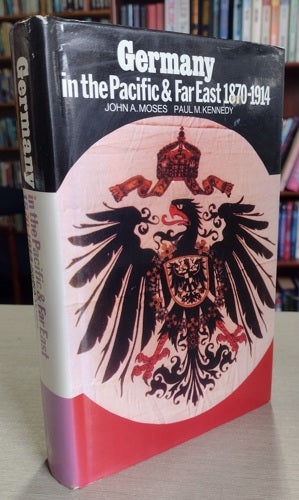 Germany
in the Pacific & Far East 1870-1914
JOHN A. MOSES PAUL M. KENNEDY
Germany
in the Pacific & Far East